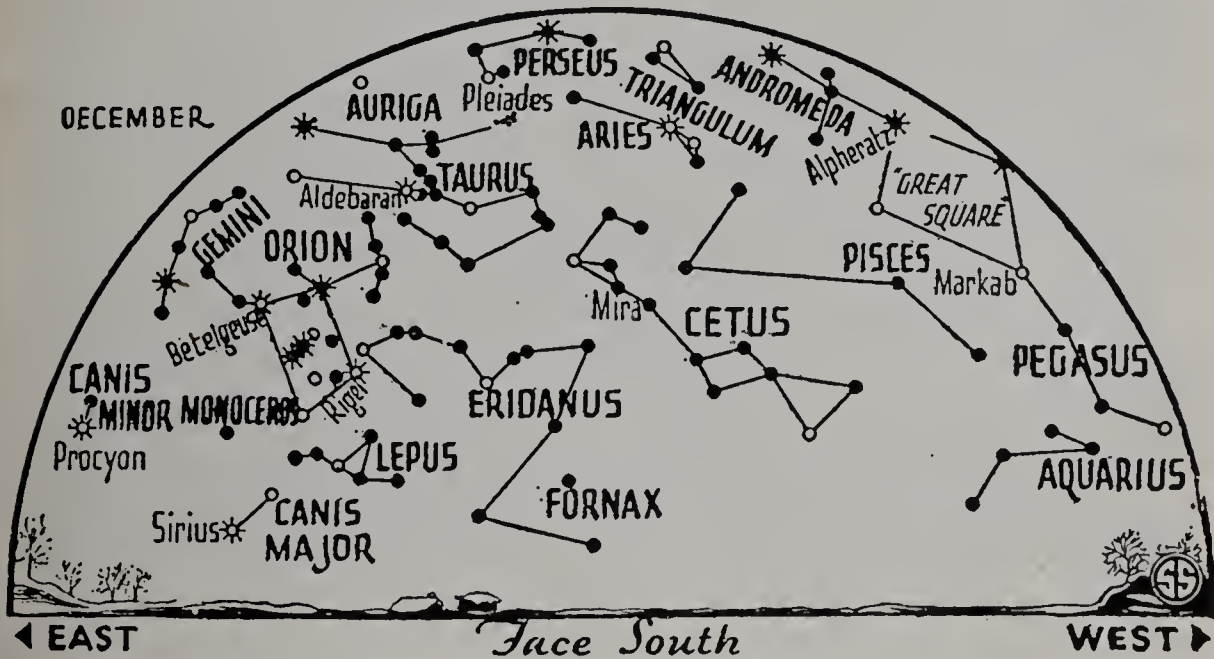 DECEMBER
PERSEUS
Pleiades
AURIGA
TRIANGULUM
ANDROMEDA
ARIES
Alpheratz
"GREAT
SQUARE"
TAURUS
Aldebaran
GEMINI
ORION
PISCES
Markab
Mira
CETUS
PEGASUS
Betelgeuse
CANIS
MINOR
MONOCEROS
Rigel
ERIDANUS
Procyon
LEPUS
AQUARIUS
FORNAX
Sirius
CANIS
MAJOR
SS
EAST
Face South
WEST